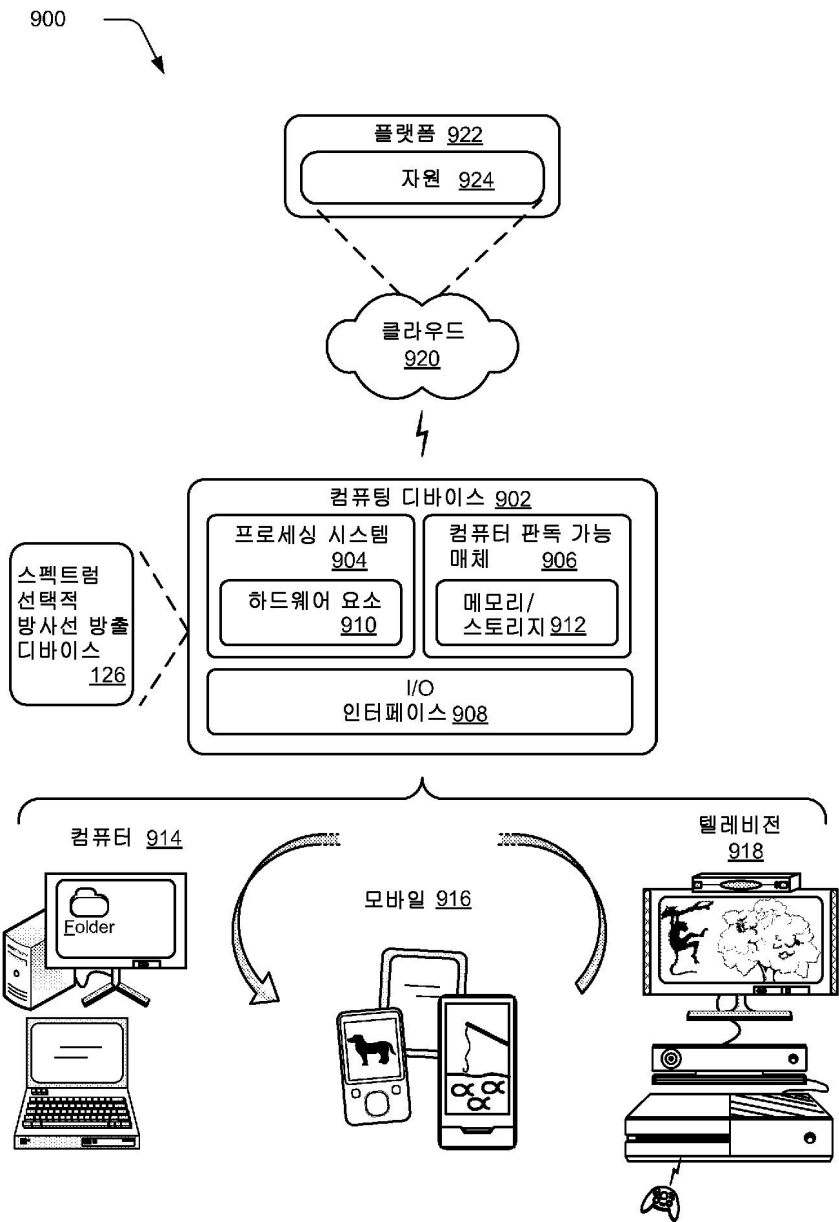 900
플랫폼 922
자원 924
클라우드
920
컴퓨팅 디바이스 902
프로세싱 시스템
904
하드웨어 요소
910
컴퓨터 판독 가능
매체 906
메모리/
스토리지 912
I/O
인터페이스 908
스펙트럼
선택적
방사선 방출
디바이스
126
컴퓨터 914
Folder
모바일 916
텔레비전
918